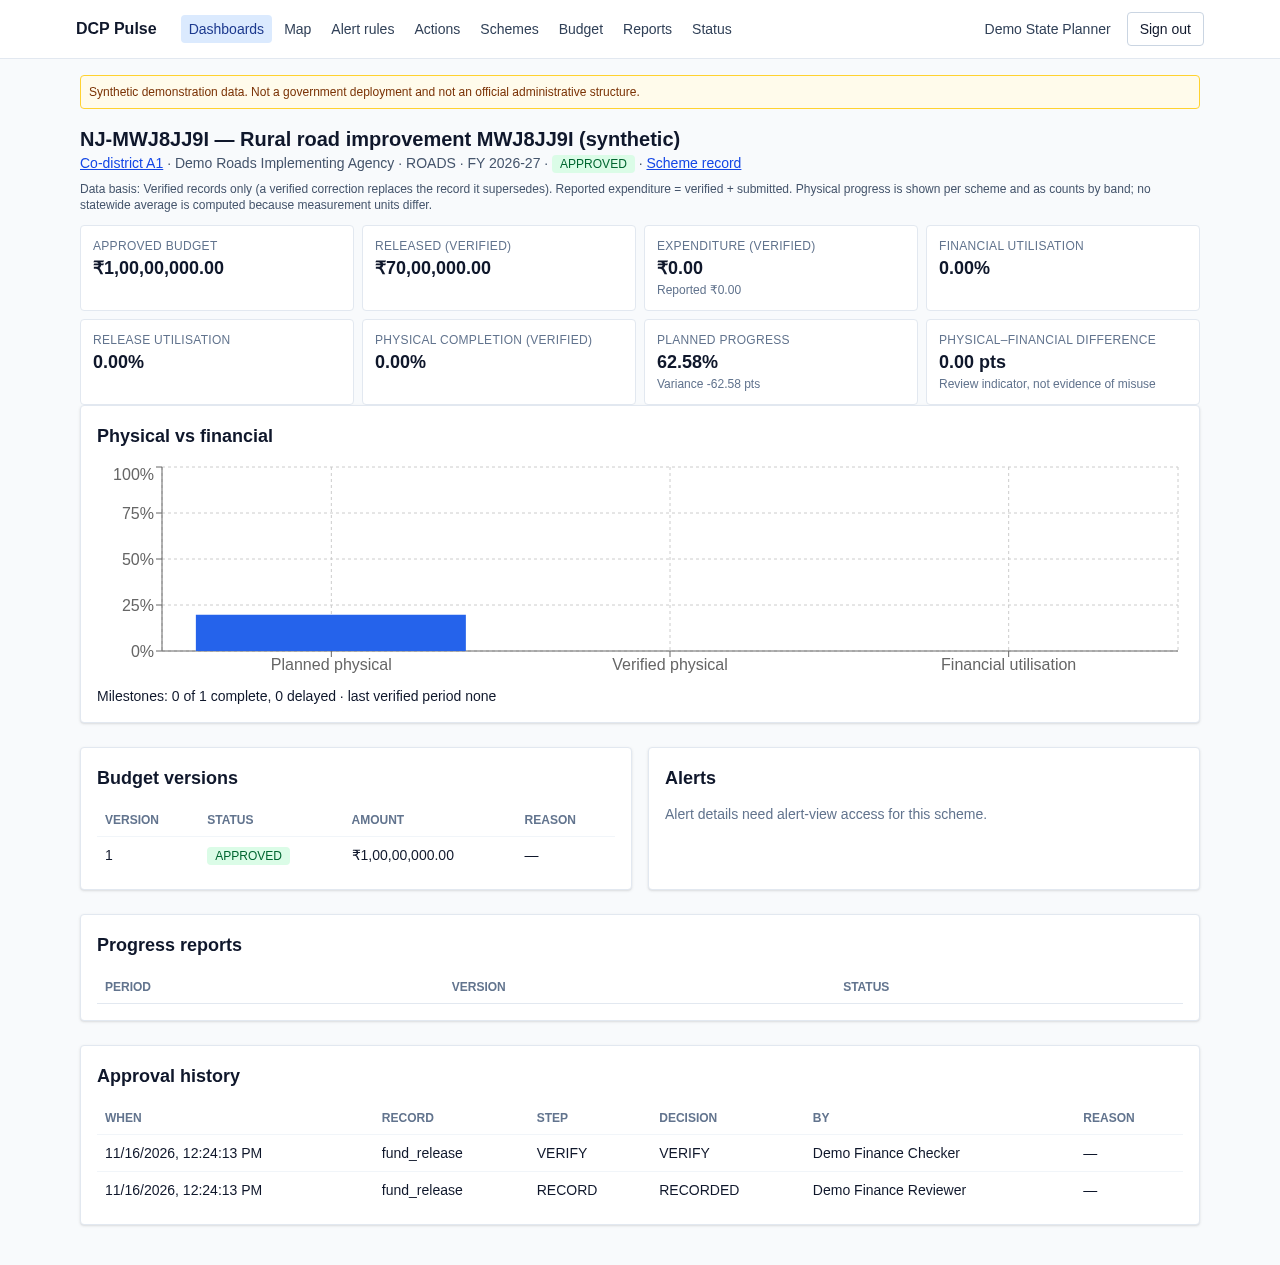 DCP Pulse Dashboards Map Alert rules Actions Schemes Budget Reports Status Demo State Planner Sign out
Synthetic demonstration data. Not a government deployment and not an official administrative structure.
NJ-MWJ8JJ9I — Rural road improvement MWJ8JJ9I (synthetic)
Co-district A1 · Demo Roads Implementing Agency · ROADS · FY 2026-27 · APPROVED · Scheme record
Data basis: Verified records only (a verified correction replaces the record it supersedes). Reported expenditure = verified + submitted. Physical progress is shown per scheme and as counts by band; no
statewide average is computed because measurement units differ.
APPROVED BUDGET
₹1,00,00,000.00
RELEASED (VERIFIED)
₹70,00,000.00
EXPENDITURE (VERIFIED)
₹0.00
Reported ₹0.00
FINANCIAL UTILISATION
0.00%
RELEASE UTILISATION
0.00%
PHYSICAL COMPLETION (VERIFIED)
0.00%
PLANNED PROGRESS
62.58%
Variance -62.58 pts
PHYSICAL–FINANCIAL DIFFERENCE
0.00 pts
Review indicator, not evidence of misuse
Physical vs financial
100%
75%
50%
25%
0%
Planned physical Verified physical Financial utilisation
Milestones: 0 of 1 complete, 0 delayed · last verified period none
Budget versions
VERSION STATUS AMOUNT REASON
1 APPROVED ₹1,00,00,000.00 —
Alerts
Alert details need alert-view access for this scheme.
Progress reports
PERIOD VERSION STATUS
Approval history
WHEN RECORD STEP DECISION BY REASON
11/16/2026, 12:24:13 PM fund_release VERIFY VERIFY Demo Finance Checker —
11/16/2026, 12:24:13 PM fund_release RECORD RECORDED Demo Finance Reviewer —